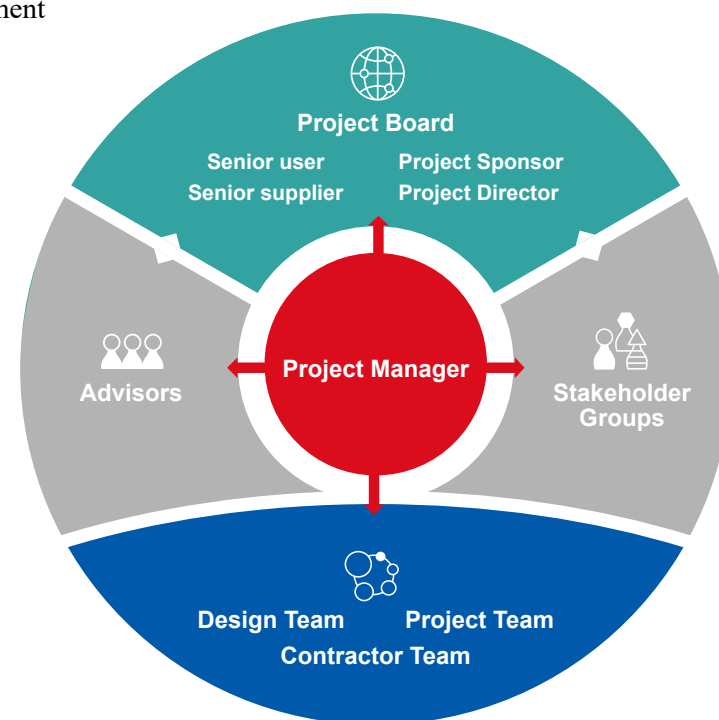 Project Board
Senior user Project Sponsor
Senior supplier Project Director
Project Manager
Advisors
Stakeholder
Groups
Design Team Project Team
Contractor Team